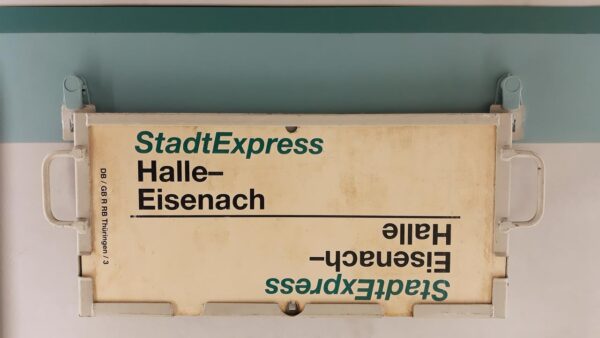 StadtExpress
Halle–
Eisenach
DB / GB R RB Thüringen / 3
StadtExpress
Eisenach–
Halle